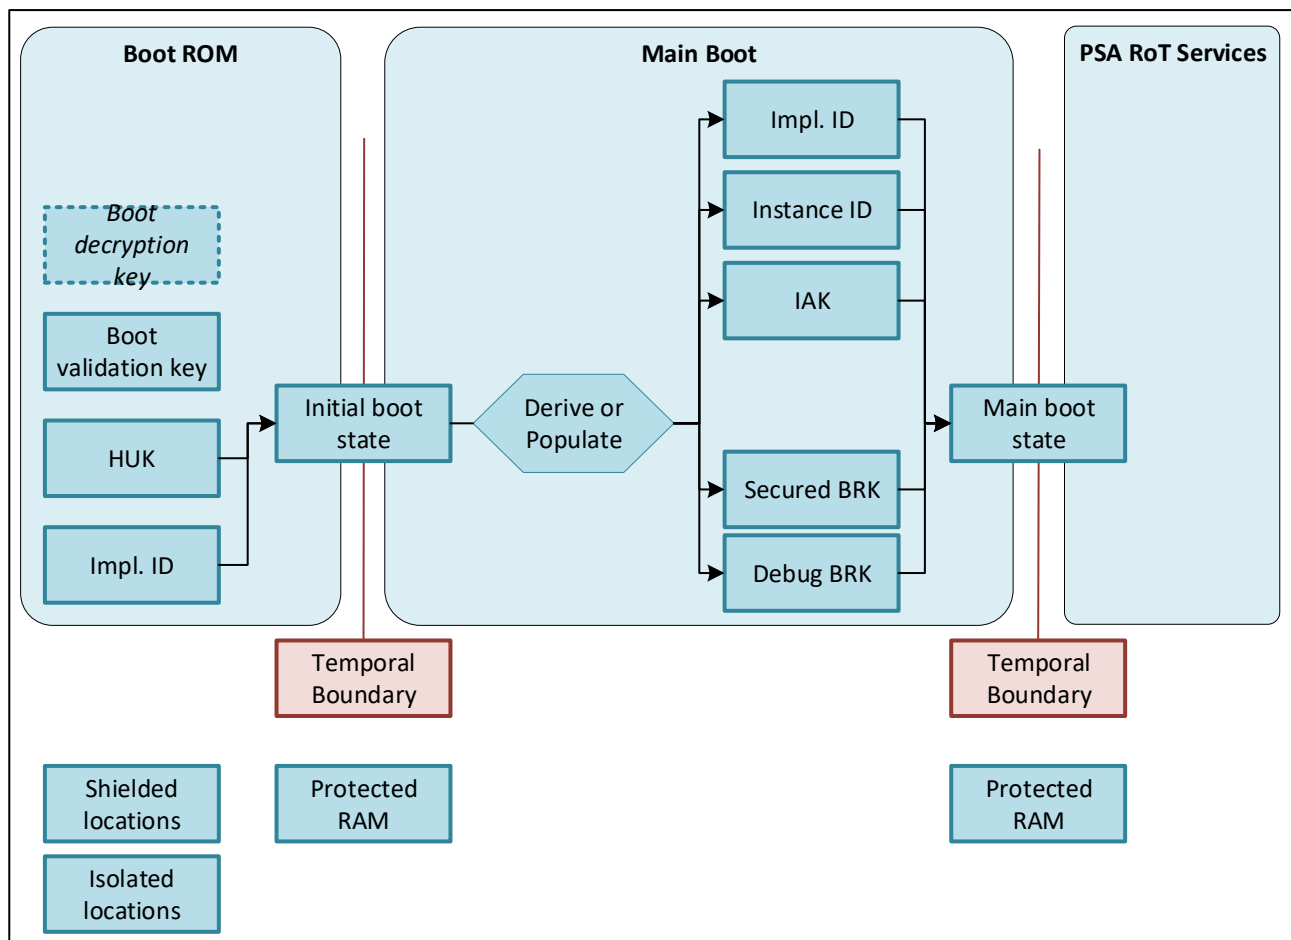 Boot ROM
Main Boot
PSA RoT Services
Boot
decryption
key
Boot
validation key
HUK
Impl. ID
Initial boot
state
Derive or
Populate
Impl. ID
Instance ID
IAK
Secured BRK
Debug BRK
Main boot
state
Temporal
Boundary
Temporal
Boundary
Shielded
locations
Protected
RAM
Protected
RAM
Isolated
locations